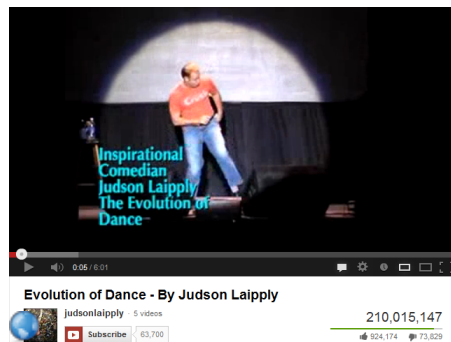 Inspirational
Comedian
Judson Laipply
The Evolution of
Dance
0:05 / 6:01
Evolution of Dance - By Judson Laipply
judsonlaipply · 5 videos
Subscribe 63,700
210,015,147
924,174 73,829